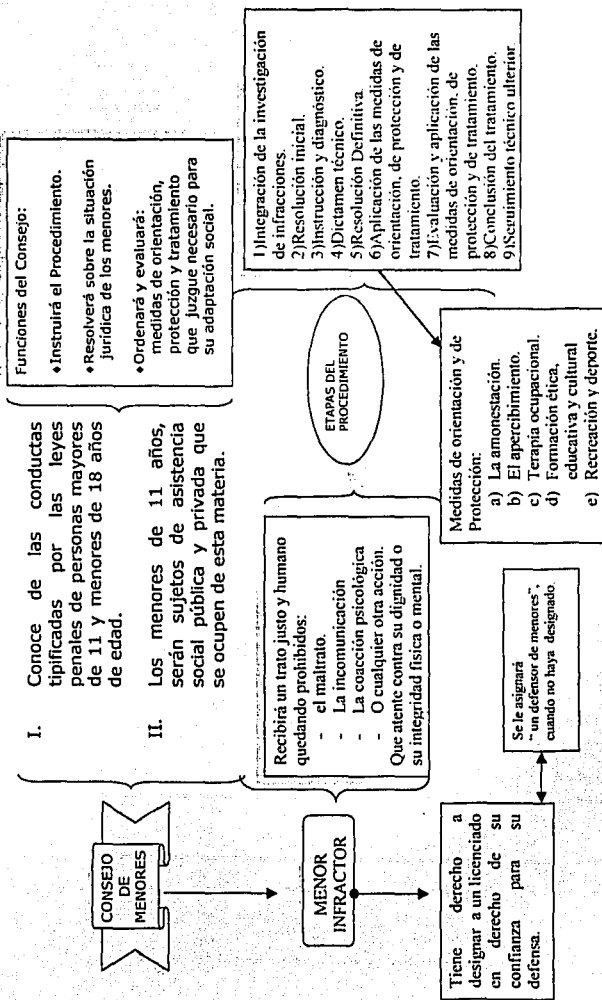 CONSEJO
DE
MENORES
I. Conoce de las conductas
tipificadas por las leyes
penales de personas mayores
de 11 y menores de 18 años
de edad.
II. Los menores de 11 años,
serán sujetos de asistencia
social pública y privada que
se ocupen de esta materia.
Funciones del Consejo:
♦Instruirá el Procedimiento.
♦Resolverá sobre la situación
jurídica de los menores.
♦Ordenará y evaluará:
medidas de orientación,
protección y tratamiento
que juzgue necesario para
su adaptación social.
MENOR
INFRACTOR
Recibirá un trato justo y humano
quedando prohibidos:
- el maltrato.
- La incomunicación
- La coacción psicológica
- O cualquier otra acción.
Que atente contra su dignidad o
su integridad física o mental.
ETAPAS DEL
PROCEDIMIENTO
1)Integración de la investigación
de infracciones.
2)Resolución inicial.
3)Instrucción y diagnóstico.
4)Dictamen técnico.
5)Resolución Definitiva.
6)Aplicación de las medidas de
orientación, de protección y de
tratamiento.
7)Evaluación y aplicación de las
medidas de orientación, de
protección y de tratamiento.
8)Conclusión del tratamiento.
9)Seguimiento técnico ulterior.
Tiene derecho a
designar a un licenciado
en derecho de su
confianza para su
defensa.
Se le asignará
"un defensor de menores",
cuando no haya designado.
Medidas de orientación y de
Protección:
a) La amonestación.
b) El apercibimiento.
c) Terapia ocupacional.
d) Formación ética,
educativa y cultural
e) Recreación y deporte.